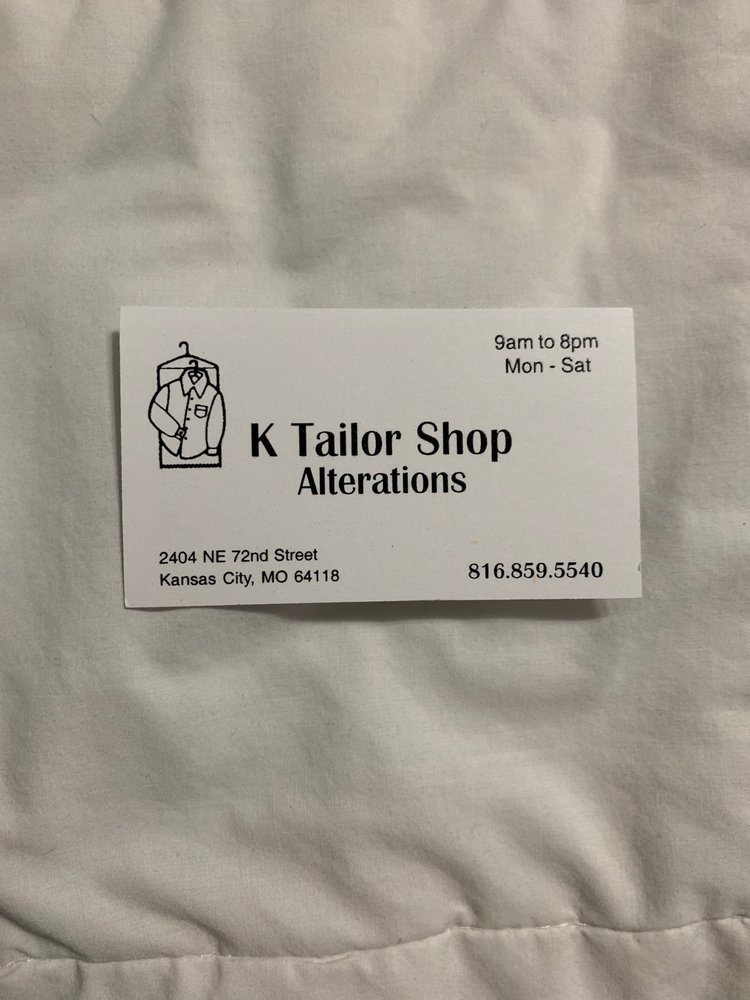 9am to 8pm
Mon - Sat
K Tailor Shop
Alterations
2404 NE 72nd Street
Kansas City, MO 64118
816.859.5540